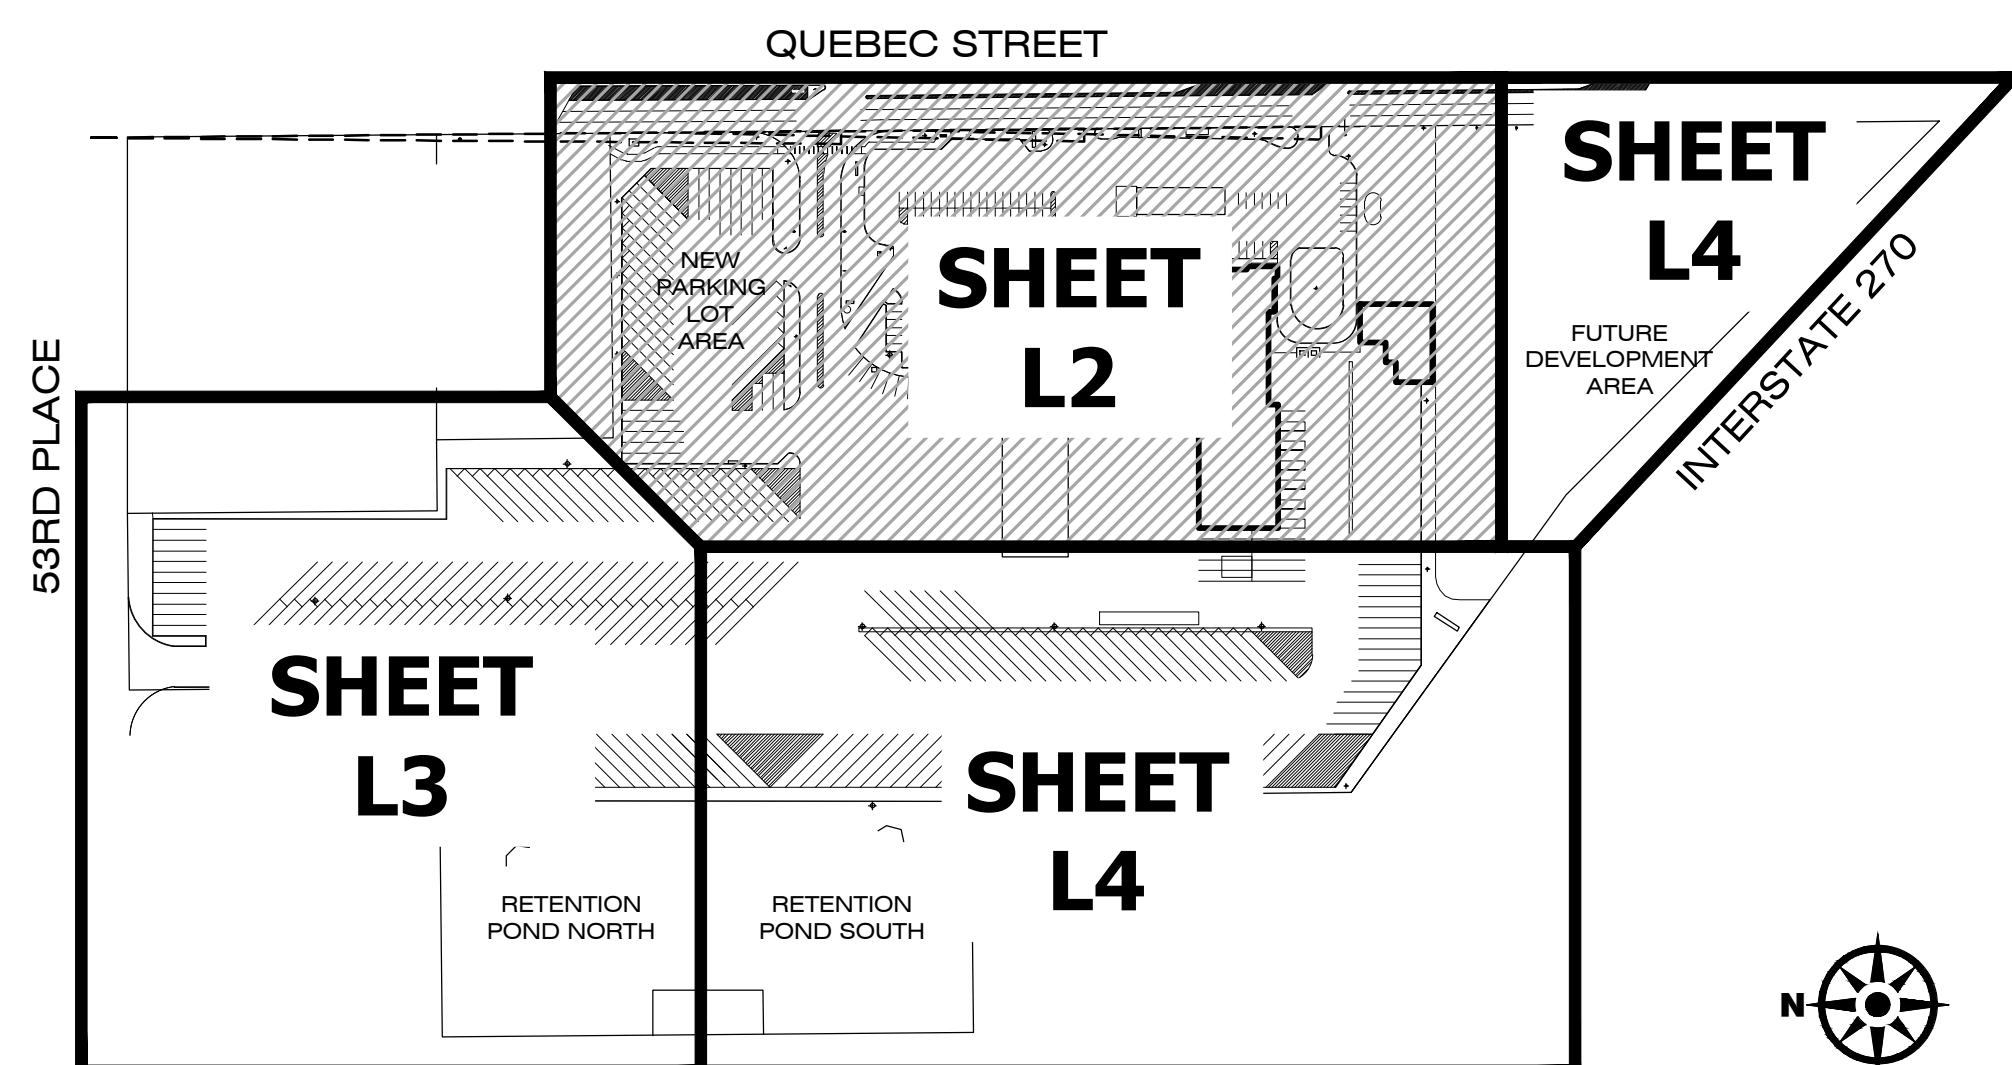 QUEBEC STREET
SHEET
L4
SHEET
L2
NEW
PARKING
LOT
AREA
FUTURE
DEVELOPMENT
AREA
INTERSTATE 270
53RD PLACE
SHEET
L3
SHEET
L4
RETENTION
POND NORTH
RETENTION
POND SOUTH
N